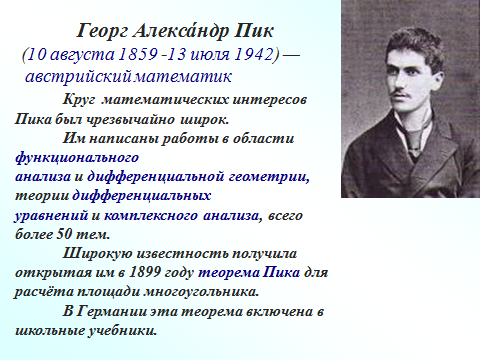 Георг Алекса́ндр Пик
(10 августа 1859 -13 июля 1942) —
австрийский математик
Круг математических интересов
Пика был чрезвычайно широк.
Им написаны работы в области
функционального
анализа и дифференциальной геометрии,
теории дифференциальных
уравнений и комплексного анализа, всего
более 50 тем.
Широкую известность получила
открытая им в 1899 году теорема Пика для
расчёта площади многоугольника.
В Германии эта теорема включена в
школьные учебники.